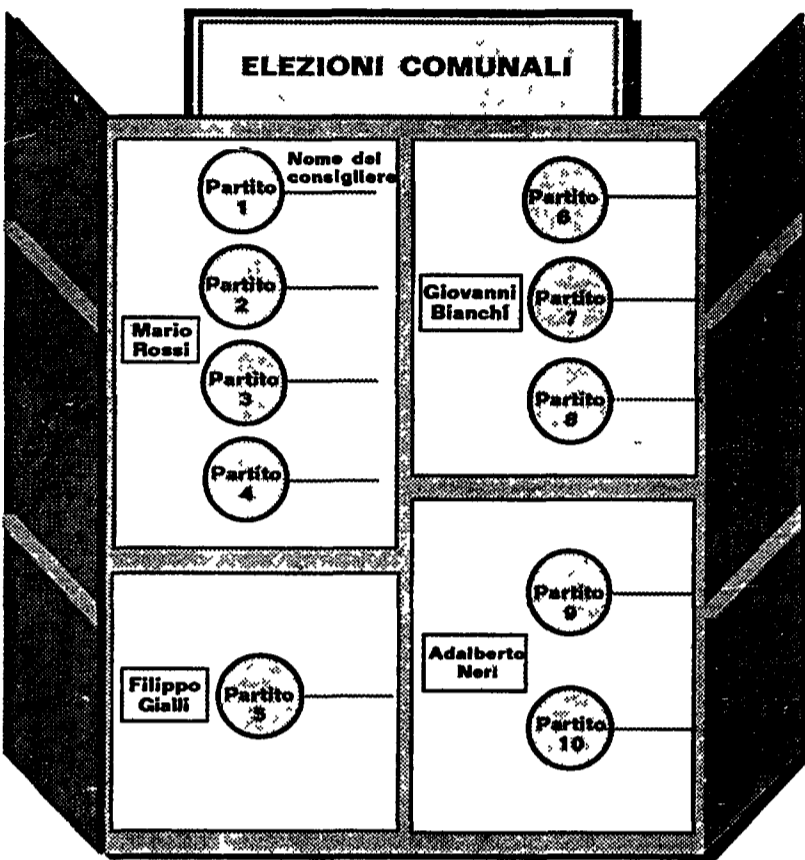 ELEZIONI COMUNALI
Partito
1
Nome del
consigliere
Partito
2
Mario
Rossi
Partito
3
Partito
4
Filippo
Gialli
Partito
5
Partito
6
Giovanni
Bianchi
Partito
7
Partito
8
Partito
9
Adalberto
Neri
Partito
10